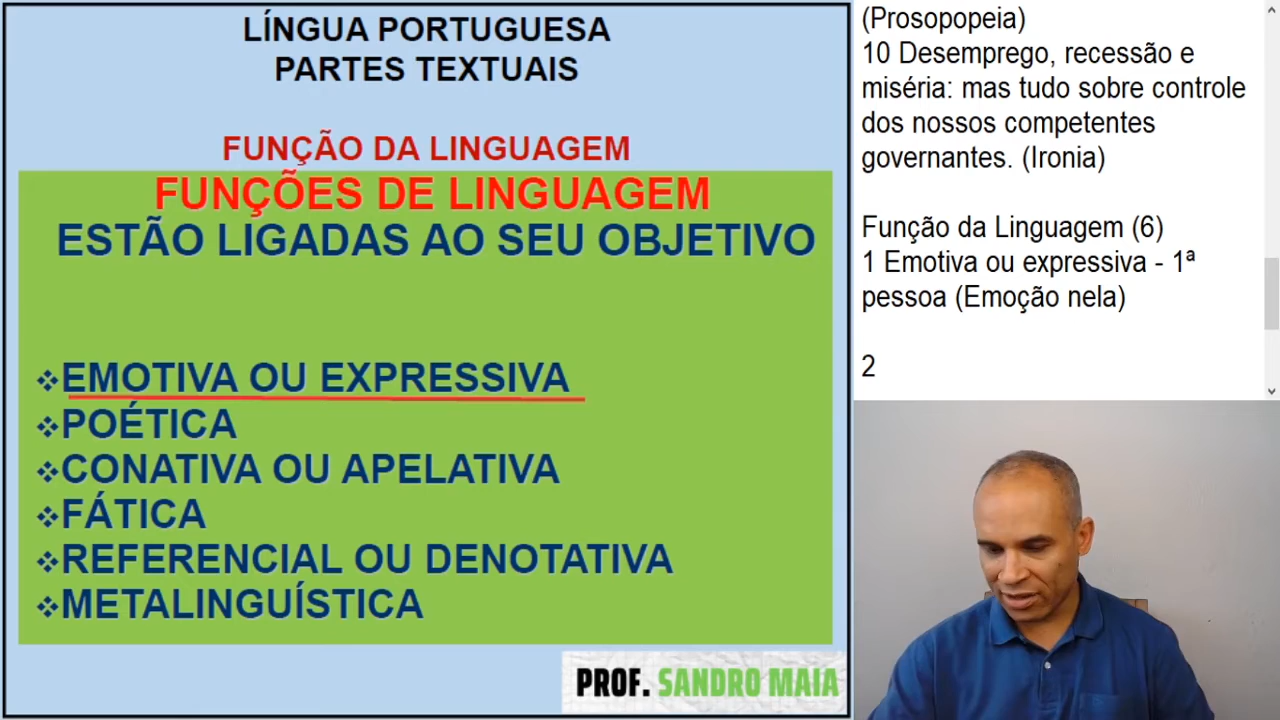 LÍNGUA PORTUGUESA
PARTES TEXTUAIS
FUNÇÃO DA LINGUAGEM
FUNÇÕES DE LINGUAGEM
ESTÃO LIGADAS AO SEU OBJETIVO
❖EMOTIVA OU EXPRESSIVA
❖POÉTICA
❖CONATIVA OU APELATIVA
❖FÁTICA
❖REFERENCIAL OU DENOTATIVA
❖METALINGUÍSTICA
PROF. SANDRO MAIA
(Prosopopeia)
10 Desemprego, recessão e
miséria: mas tudo sobre controle
dos nossos competentes
governantes. (Ironia)
Função da Linguagem (6)
1 Emotiva ou expressiva - 1ª
pessoa (Emoção nela)
2